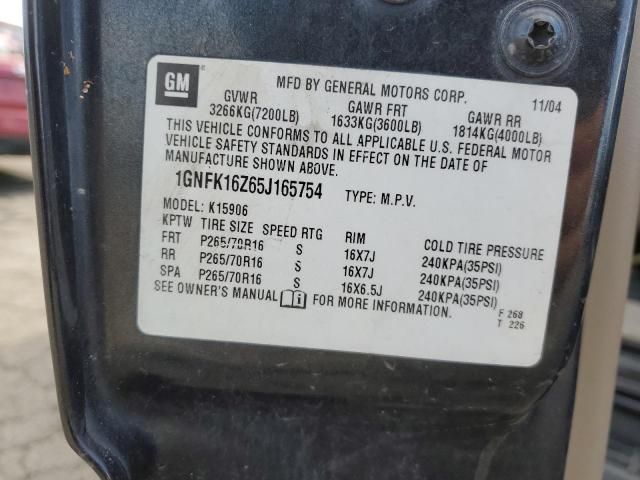 GM
MFD BY GENERAL MOTORS CORP. 11/04
GVWR GAWR FRT GAWR RR
3266KG(7200LB) 1633KG(3600LB) 1814KG(4000LB)
THIS VEHICLE CONFORMS TO ALL APPLICABLE U.S. FEDERAL MOTOR
VEHICLE SAFETY STANDARDS IN EFFECT ON THE DATE OF
MANUFACTURE SHOWN ABOVE.
1GNFK16Z65J165754 TYPE: M.P.V.
MODEL: K15906
KPTW TIRE SIZE SPEED RTG RIM COLD TIRE PRESSURE
FRT P265/70R16 S 16X7J 240KPA(35PSI)
RR P265/70R16 S 16X7J 240KPA(35PSI)
SPA P265/70R16 S 16X6.5J 240KPA(35PSI)
SEE OWNER'S MANUAL FOR MORE INFORMATION.
F 268
T 226